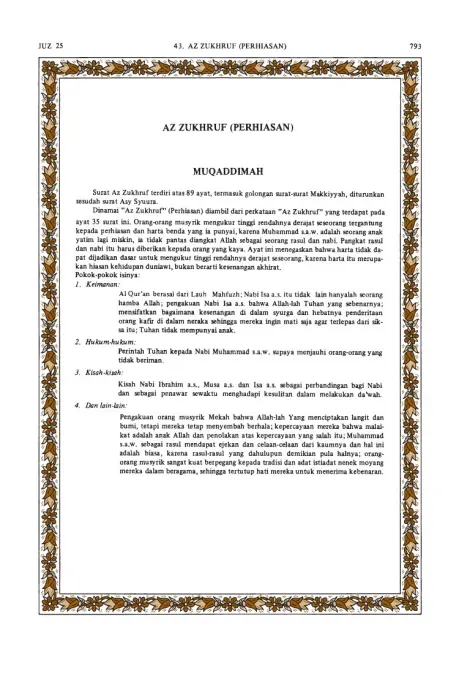 JUZ 25
43. AZ ZUKHRUF (PERHIASAN)
793
AZ ZUKHRUF (PERHIASAN)
MUQADDIMAH
Surat Az Zukhruf terdiri atas 89 ayat, termasuk golongan surat-surat Makkiyyah, diturunkan
sesudah surat Asy Syuura.
Dinamai "Az Zukhruf" (Perhiasan) diambil dari perkataan "Az Zukhruf" yang terdapat pada
ayat 35 surat ini. Orang-orang musyrik mengukur tinggi rendahnya derajat seseorang tergantung
kepada perhiasan dan harta benda yang ia punyai, karena Muhammad s.a.w. adalah seorang anak
yatim lagi miskin, ia tidak pantas diangkat Allah sebagai seorang rasul dan nabi. Pangkat rasul
dan nabi itu harus diberikan kepada orang yang kaya. Ayat ini menegaskan bahwa harta tidak da-
pat dijadikan dasar untuk mengukur tinggi rendahnya derajat seseorang, karena harta itu merupa-
kan hiasan kehidupan duniawi, bukan berarti kesenangan akhirat.
Pokok-pokok isinya:
1. Keimanan:
Al Qur'an berasal dari Lauh Mahfuzh; Nabi Isa a.s. itu tidak lain hanyalah seorang
hamba Allah; pengakuan Nabi Isa a.s. bahwa Allah-lah Tuhan yang sebenarnya;
mensifatkan bagaimana kesenangan di dalam syurga dan hebatnya penderitaan
orang kafir di dalam neraka sehingga mereka ingin mati saja agar terlepas dari sik-
sa itu; Tuhan tidak mempunyai anak.
2. Hukum-hukum:
Perintah Tuhan kepada Nabi Muhammad s.a.w. supaya menjauhi orang-orang yang
tidak beriman.
3. Kisah-kisah:
Kisah Nabi Ibrahim a.s., Musa a.s. dan Isa a.s. sebagai perbandingan bagi Nabi
dan sebagai penawar sewaktu menghadapi kesulitan dalam melakukan da'wah.
4. Dan lain-lain:
Pengakuan orang musyrik Mekah bahwa Allah-lah Yang menciptakan langit dan
bumi, tetapi mereka tetap menyembah berhala; kepercayaan mereka bahwa malai-
kat adalah anak Allah dan penolakan atas kepercayaan yang salah itu; Muhammad
s.a.w. sebagai rasul mendapat ejekan dan celaan-celaan dari kaumnya dan hal ini
adalah biasa, karena rasul-rasul yang dahulupun demikian pula halnya; orang-
orang musyrik sangat kuat berpegang kepada tradisi dan adat istiadat nenek moyang
mereka dalam beragama, sehingga tertutup hati mereka untuk menerima kebenaran.